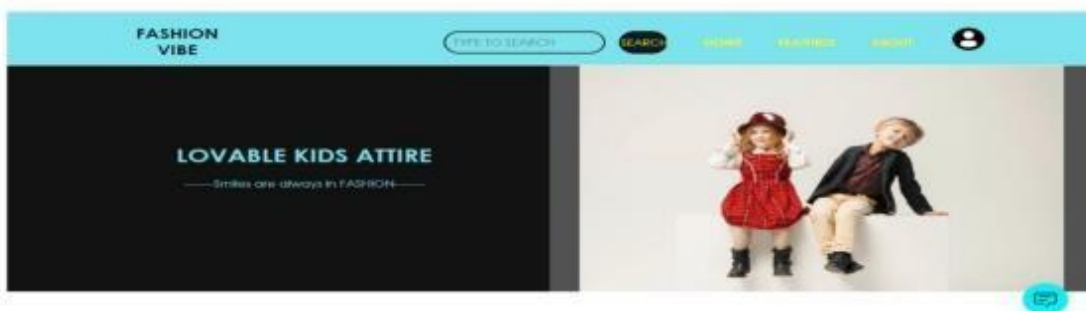 FASHION
VIBE
TYPE TO SEARCH
SEARCH
HOME
FEATURES
ABOUT
LOVABLE KIDS ATTIRE
Smiles are always in FASHION